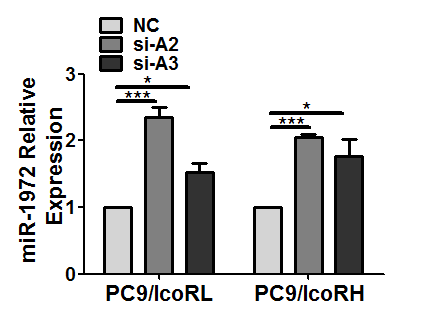 NC
si-A2
si-A3
miR-1972 Relative
Expression
3
2
1
0
*
***
*
***
PC9/IcoRL
PC9/IcoRH